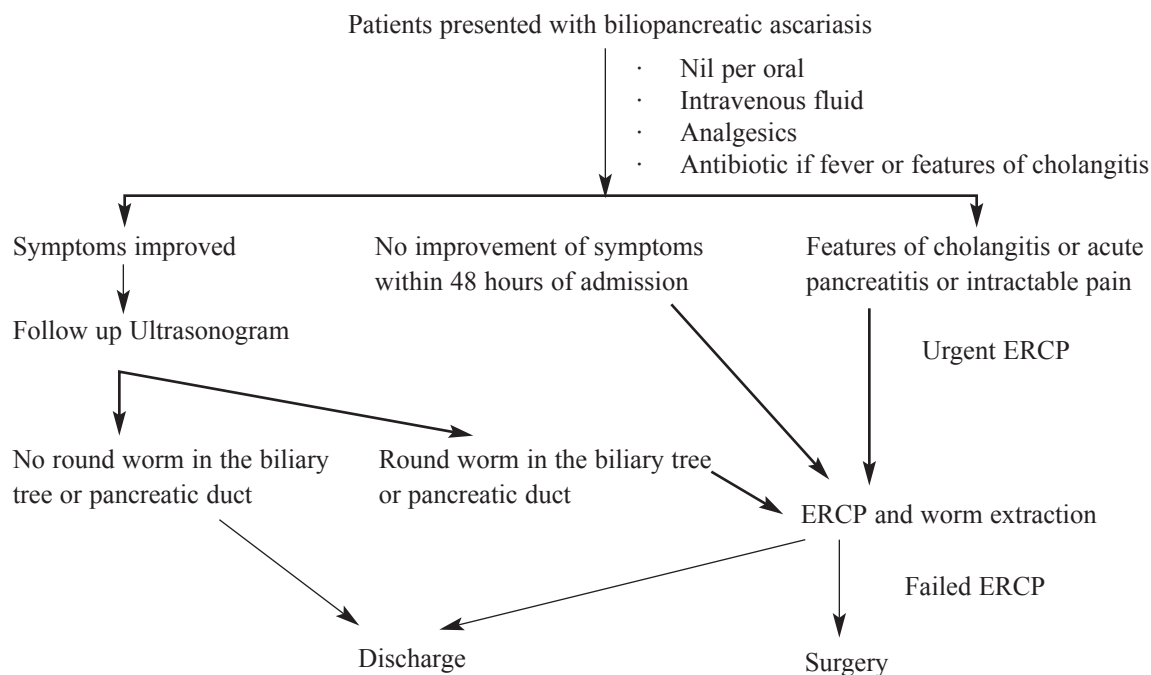 Patients presented with biliopancreatic ascariasis
· Nil per oral
· Intravenous fluid
· Analgesics
· Antibiotic if fever or features of cholangitis
Symptoms improved
No improvement of symptoms
within 48 hours of admission
Features of cholangitis or acute
pancreatitis or intractable pain
Follow up Ultrasonogram
Urgent ERCP
No round worm in the biliary
tree or pancreatic duct
Round worm in the biliary tree
or pancreatic duct
ERCP and worm extraction
Failed ERCP
Discharge
Surgery